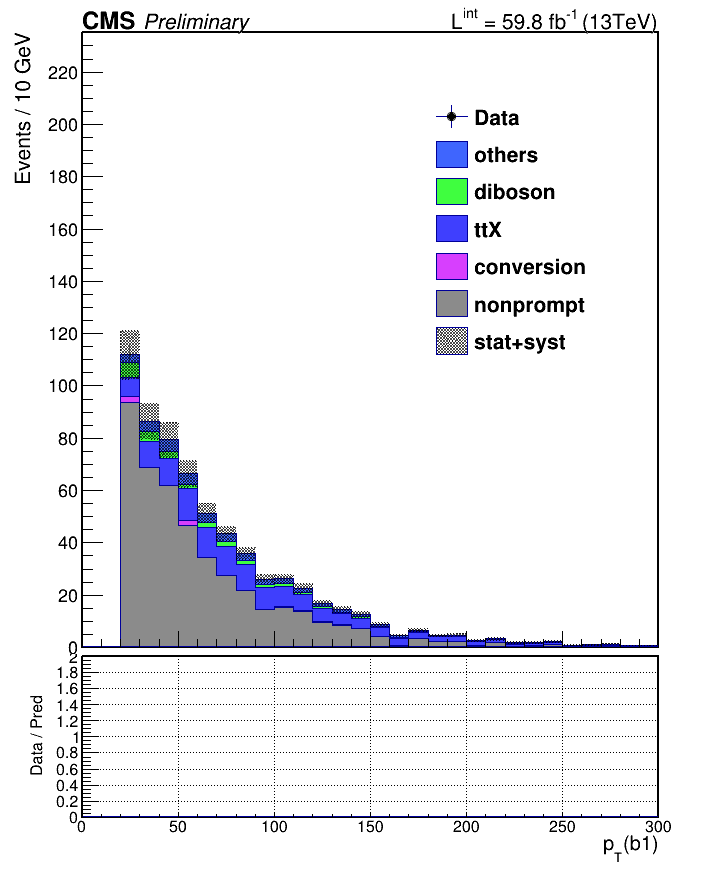 CMS Preliminary L^int = 59.8 fb^-1 (13TeV)
Events / 10 GeV
220
200
180
160
140
120
100
80
60
40
20
0
Data
others
diboson
ttX
conversion
nonprompt
stat+syst
Data / Pred
2
1.8
1.6
1.4
1.2
1
0.8
0.6
0.4
0.2
0
0 50 100 150 200 250 300
p_T(b1)